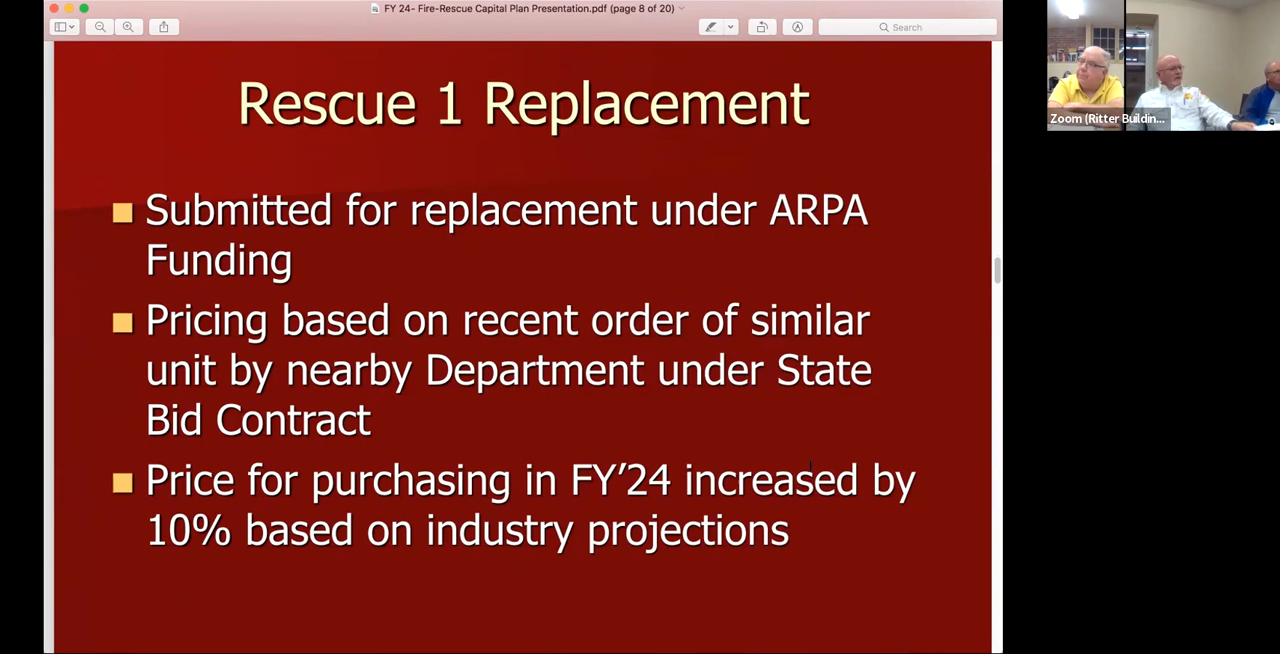 FY 24- Fire-Rescue Capital Plan Presentation.pdf (page 8 of 20)
Search
Rescue 1 Replacement
Submitted for replacement under ARPA
Funding
Pricing based on recent order of similar
unit by nearby Department under State
Bid Contract
Price for purchasing in FY’24 increased by
10% based on industry projections
Zoom (Ritter Buildin...